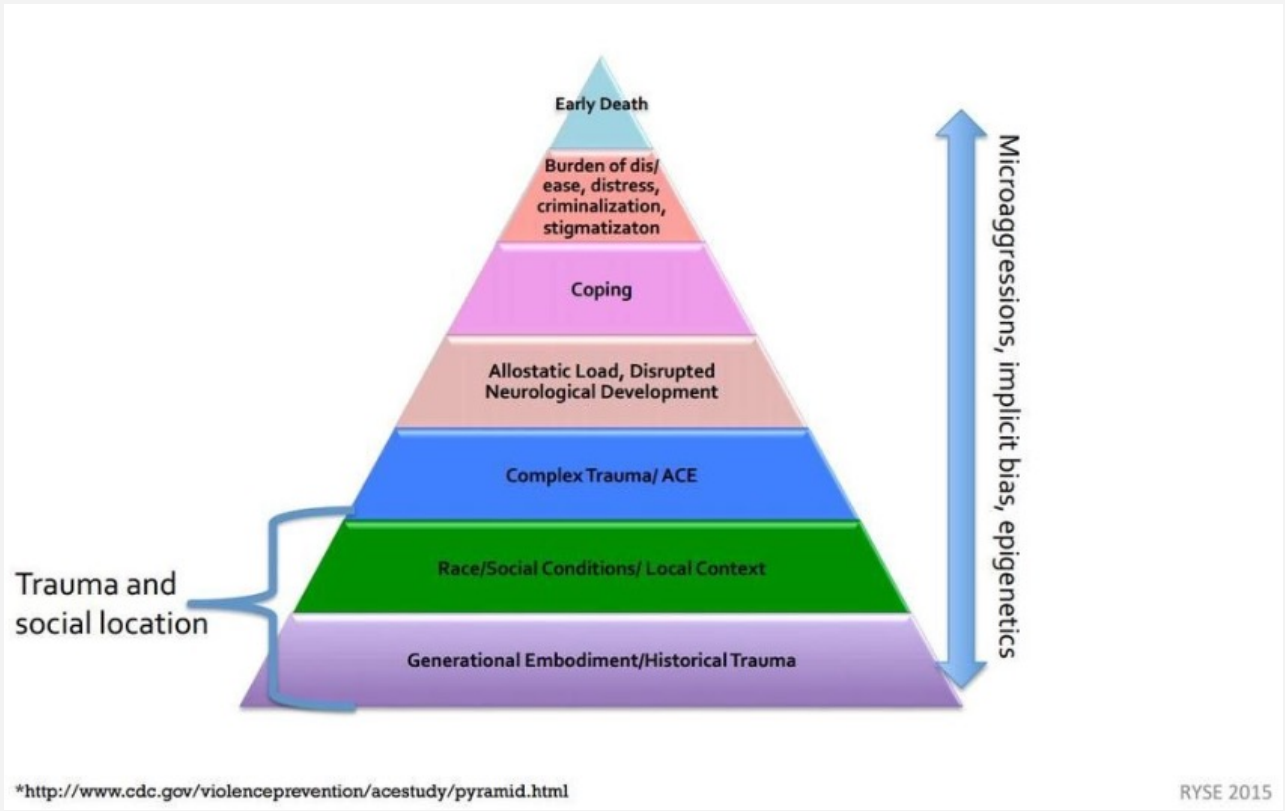 Early Death
Burden of dis/
ease, distress,
criminalization,
stigmatizaton
Coping
Allostatic Load, Disrupted
Neurological Development
Complex Trauma/ ACE
Race/Social Conditions/ Local Context
Generational Embodiment/Historical Trauma
Trauma and
social location
Microaggressions, implicit bias, epigenetics
*http://www.cdc.gov/violenceprevention/acestudy/pyramid.html
RYSE 2015